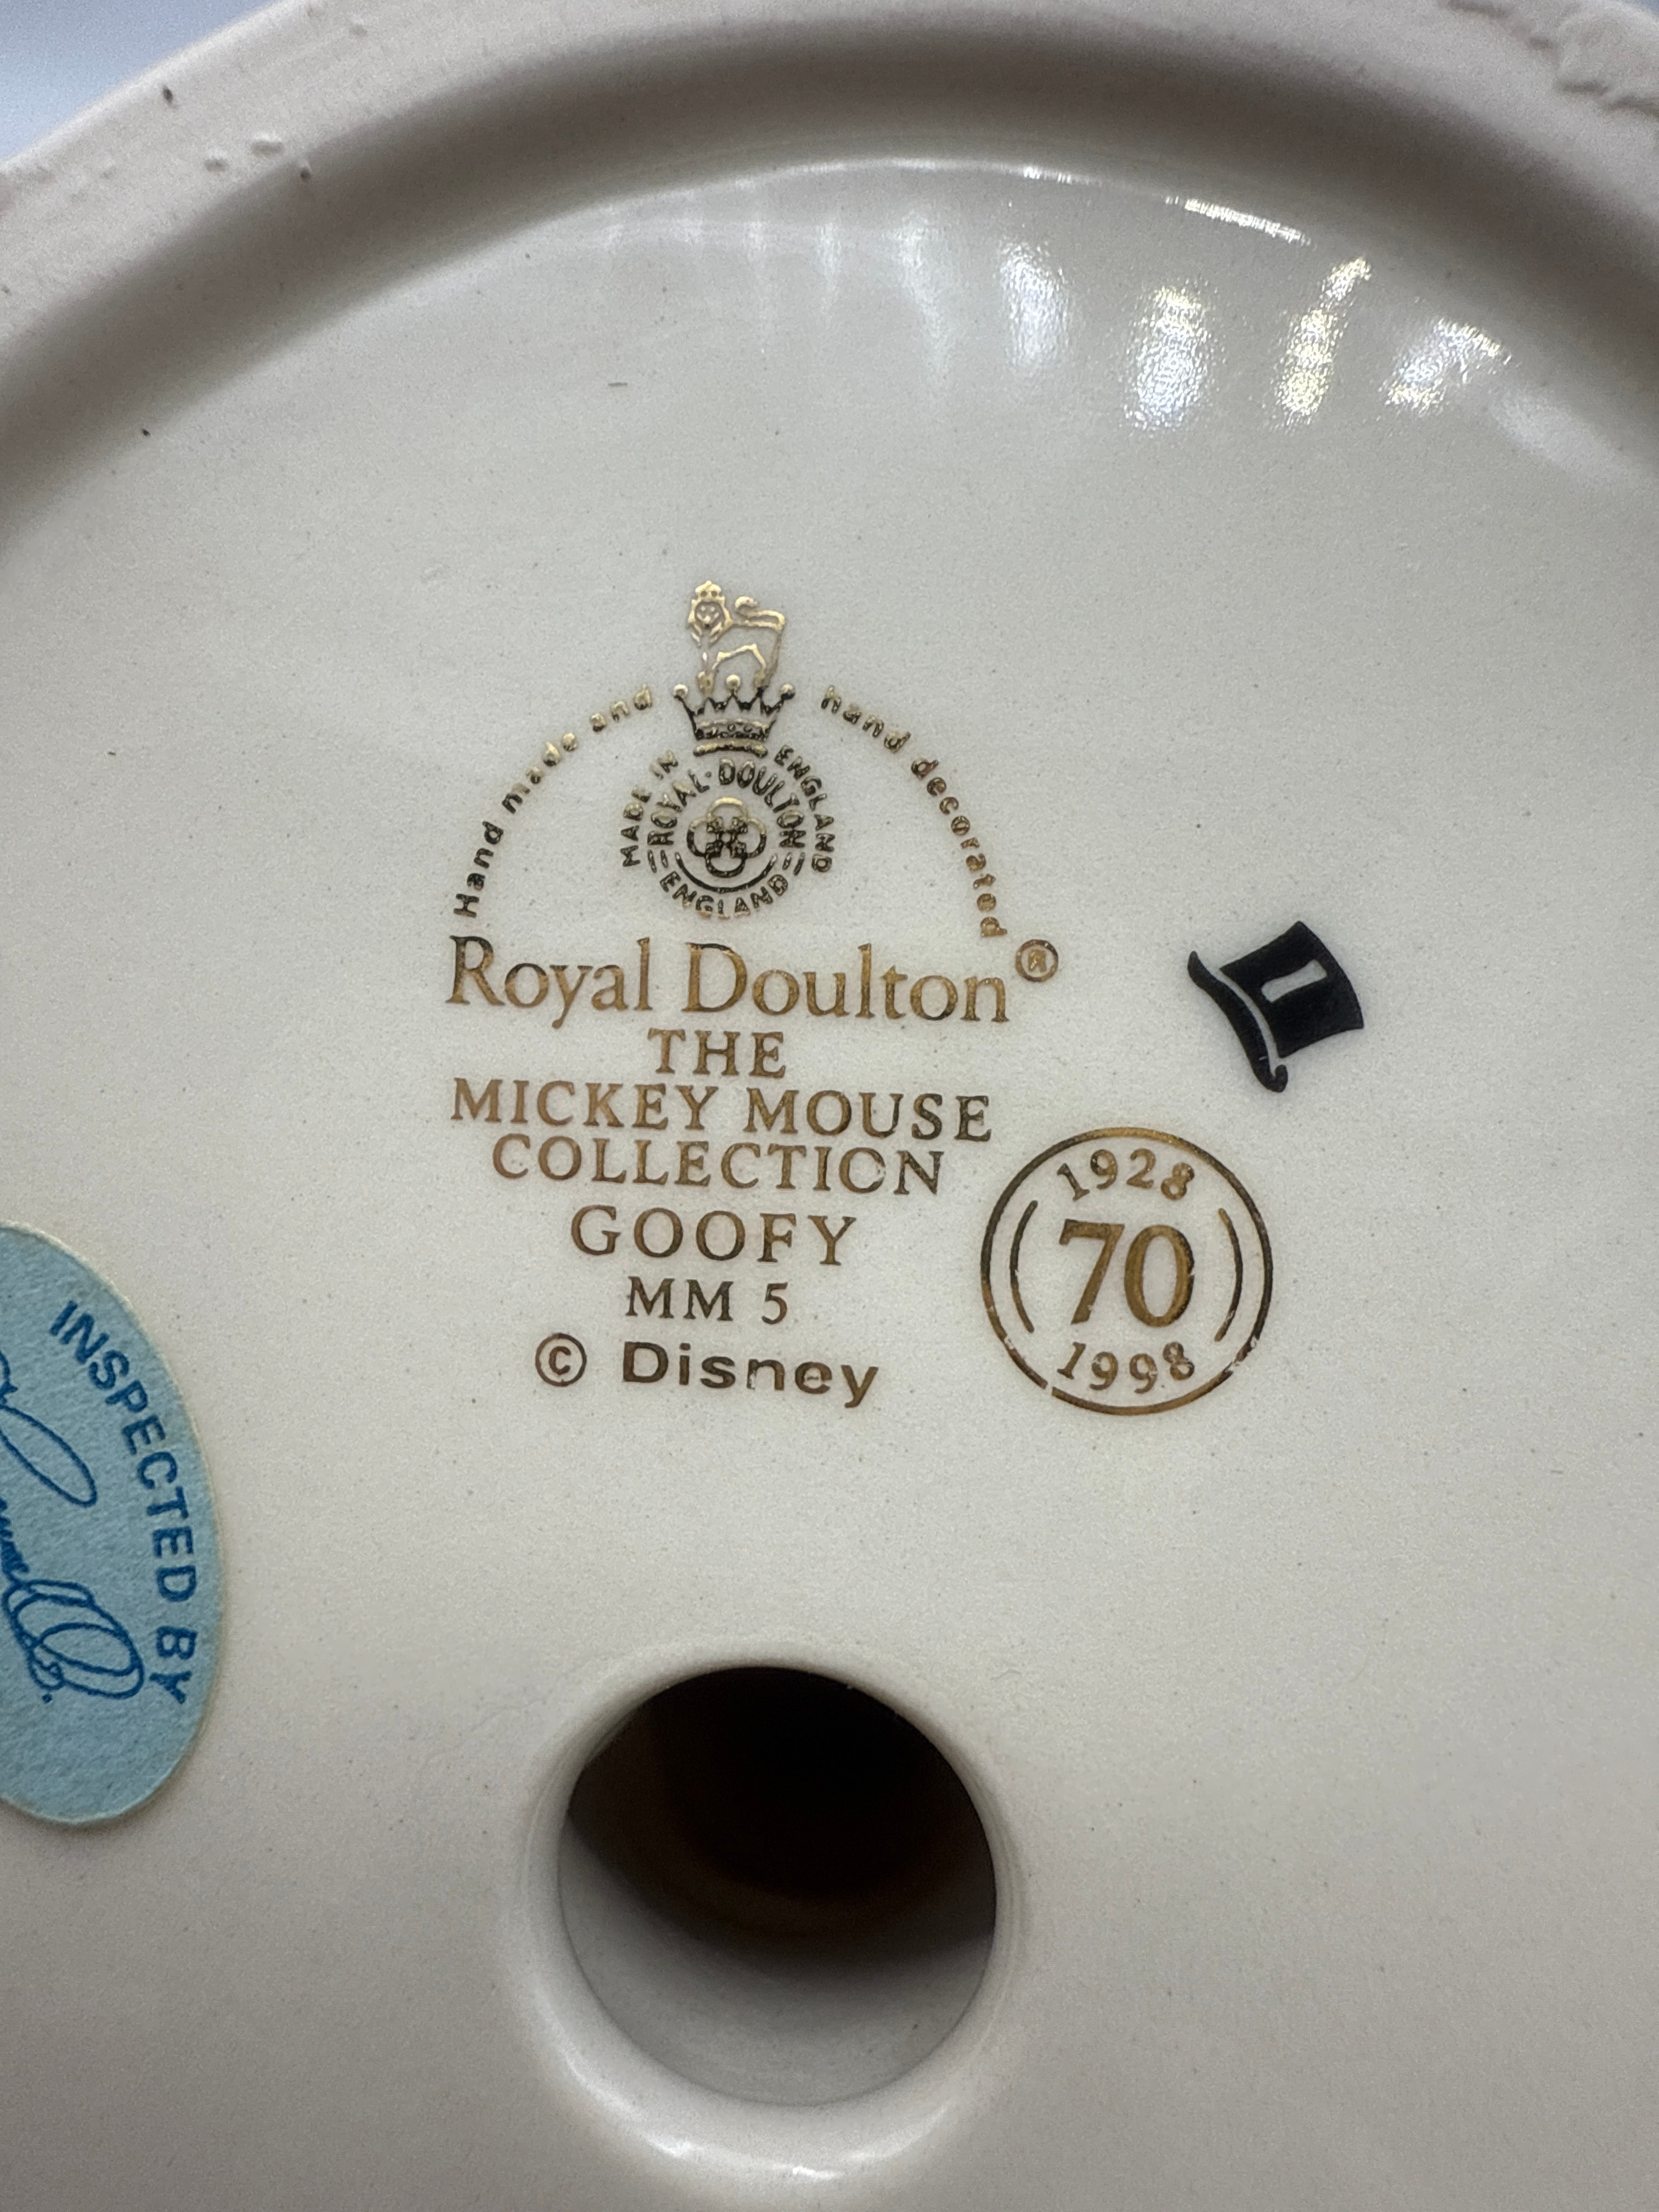 Hand made and hand decorated
MADE IN ENGLAND
ROYAL·DOULTON
ENGLAND
Royal Doulton®
THE
MICKEY MOUSE
COLLECTION
GOOFY
MM 5
© Disney
1928
70
1998
INSPECTED BY